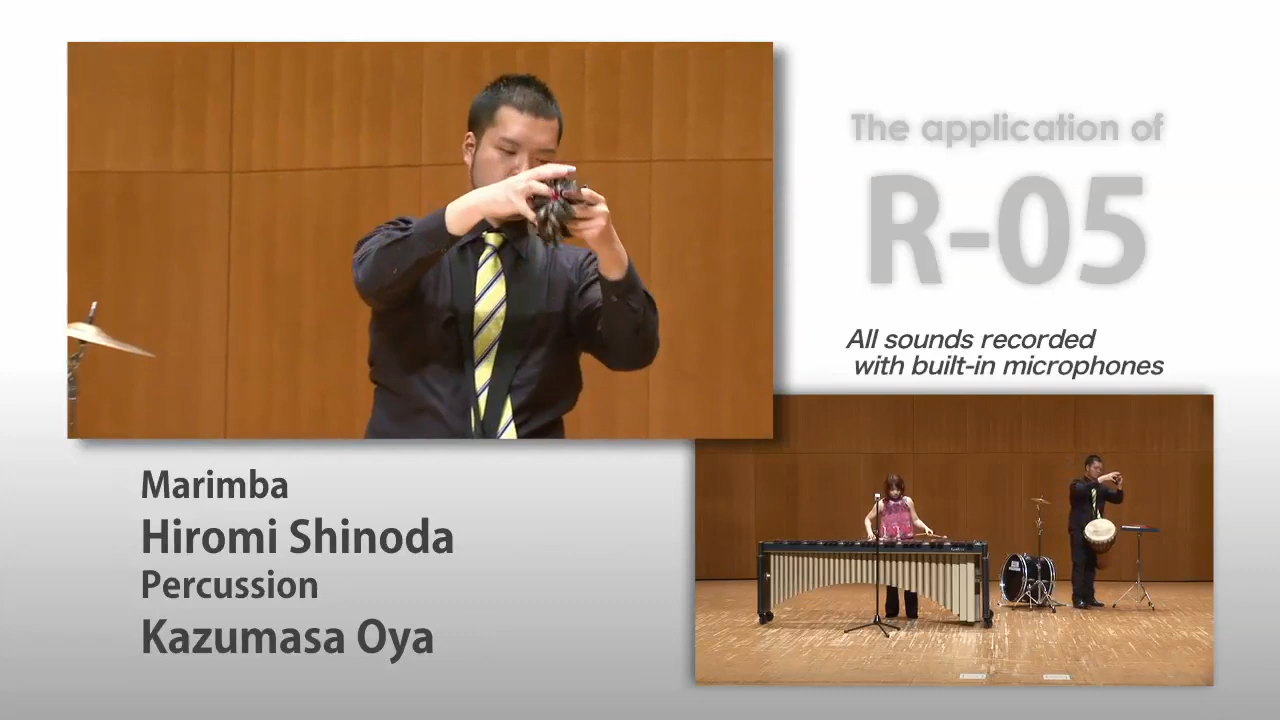 The application of
R-05
All sounds recorded
with built-in microphones
Marimba
Hiromi Shinoda
Percussion
Kazumasa Oya